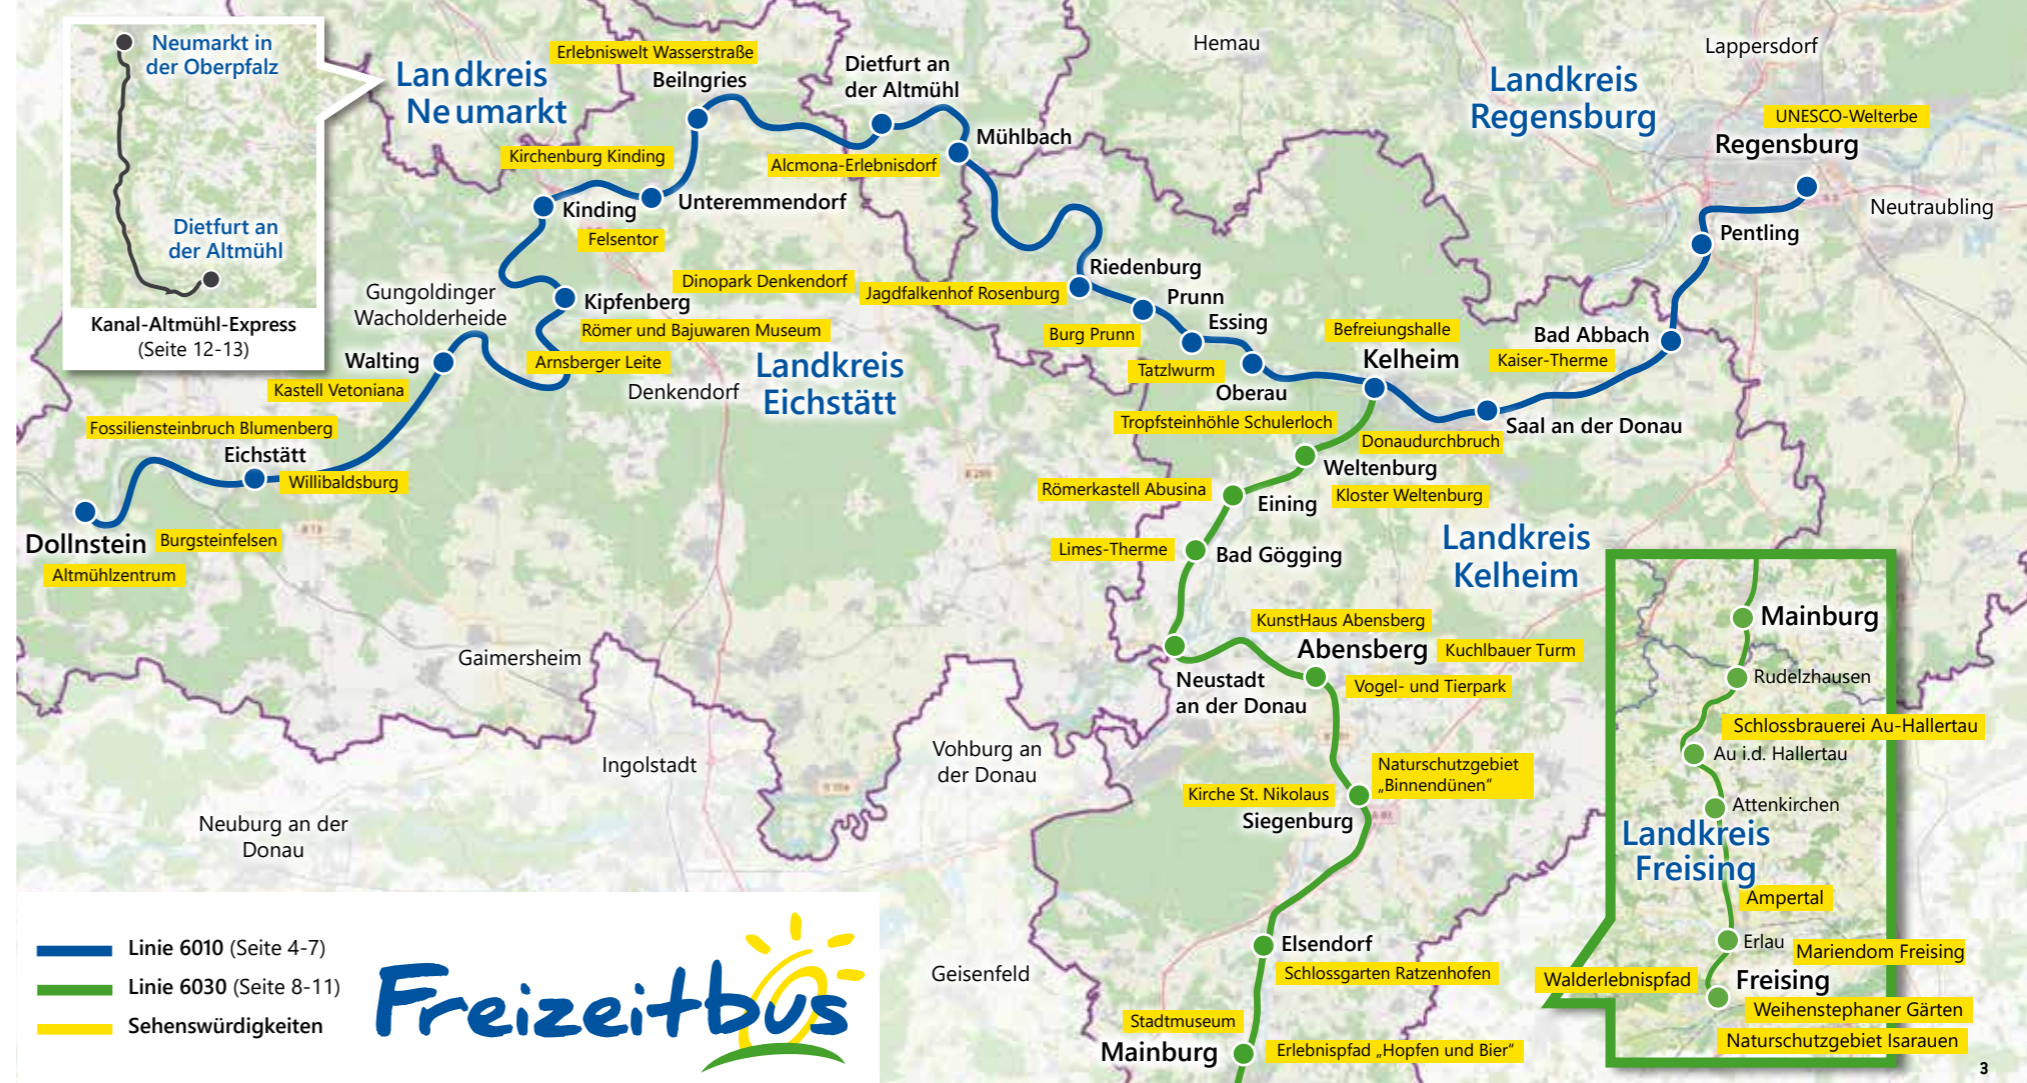 Neumarkt in
der Oberpfalz
Dietfurt an
der Altmühl
Kanal-Altmühl-Express
(Seite 12-13)
Landkreis
Neumarkt
Erlebniswelt Wasserstraße
Beilngries
Dietfurt an
der Altmühl
Hemau
Landkreis
Regensburg
Lappersdorf
UNESCO-Welterbe
Regensburg
Neutraubling
Pentling
Mühlbach
Alcmona-Erlebnisdorf
Kirchenburg Kinding
Kinding
Unteremmendorf
Felsentor
Gungoldinger
Wacholderheide
Kipfenberg
Dinopark Denkendorf
Römer und Bajuwaren Museum
Arnsberger Leite
Denkendorf
Landkreis
Eichstätt
Walting
Kastell Vetoniana
Fossiliensteinbruch Blumenberg
Eichstätt
Willibaldsburg
Dollnstein
Burgsteinfelsen
Altmühlzentrum
Riedenburg
Jagdfalkenhof Rosenburg
Prunn
Burg Prunn
Essing
Tatzlwurm
Oberau
Befreiungshalle
Kelheim
Bad Abbach
Kaiser-Therme
Saal an der Donau
Tropfsteinhöhle Schulerloch
Donaudurchbruch
Weltenburg
Kloster Weltenburg
Römerkastell Abusina
Eining
Limes-Therme
Bad Gögging
Landkreis
Kelheim
KunstHaus Abensberg
Abensberg
Kuchlbauer Turm
Vogel- und Tierpark
Neustadt
an der Donau
Gaimersheim
Ingolstadt
Vohburg an
der Donau
Neuburg an der
Donau
Naturschutzgebiet
„Binnendünen“
Kirche St. Nikolaus
Siegenburg
Geisenfeld
Elsendorf
Schlossgarten Ratzenhofen
Stadtmuseum
Mainburg
Erlebnispfad „Hopfen und Bier“
Mainburg
Rudelzhausen
Schlossbrauerei Au-Hallertau
Au i.d. Hallertau
Attenkirchen
Landkreis
Freising
Ampertal
Erlau
Mariendom Freising
Walderlebnispfad
Freising
Weihenstephaner Gärten
Naturschutzgebiet Isarauen
Linie 6010 (Seite 4-7)
Linie 6030 (Seite 8-11)
Sehenswürdigkeiten
Freizeitbus
3